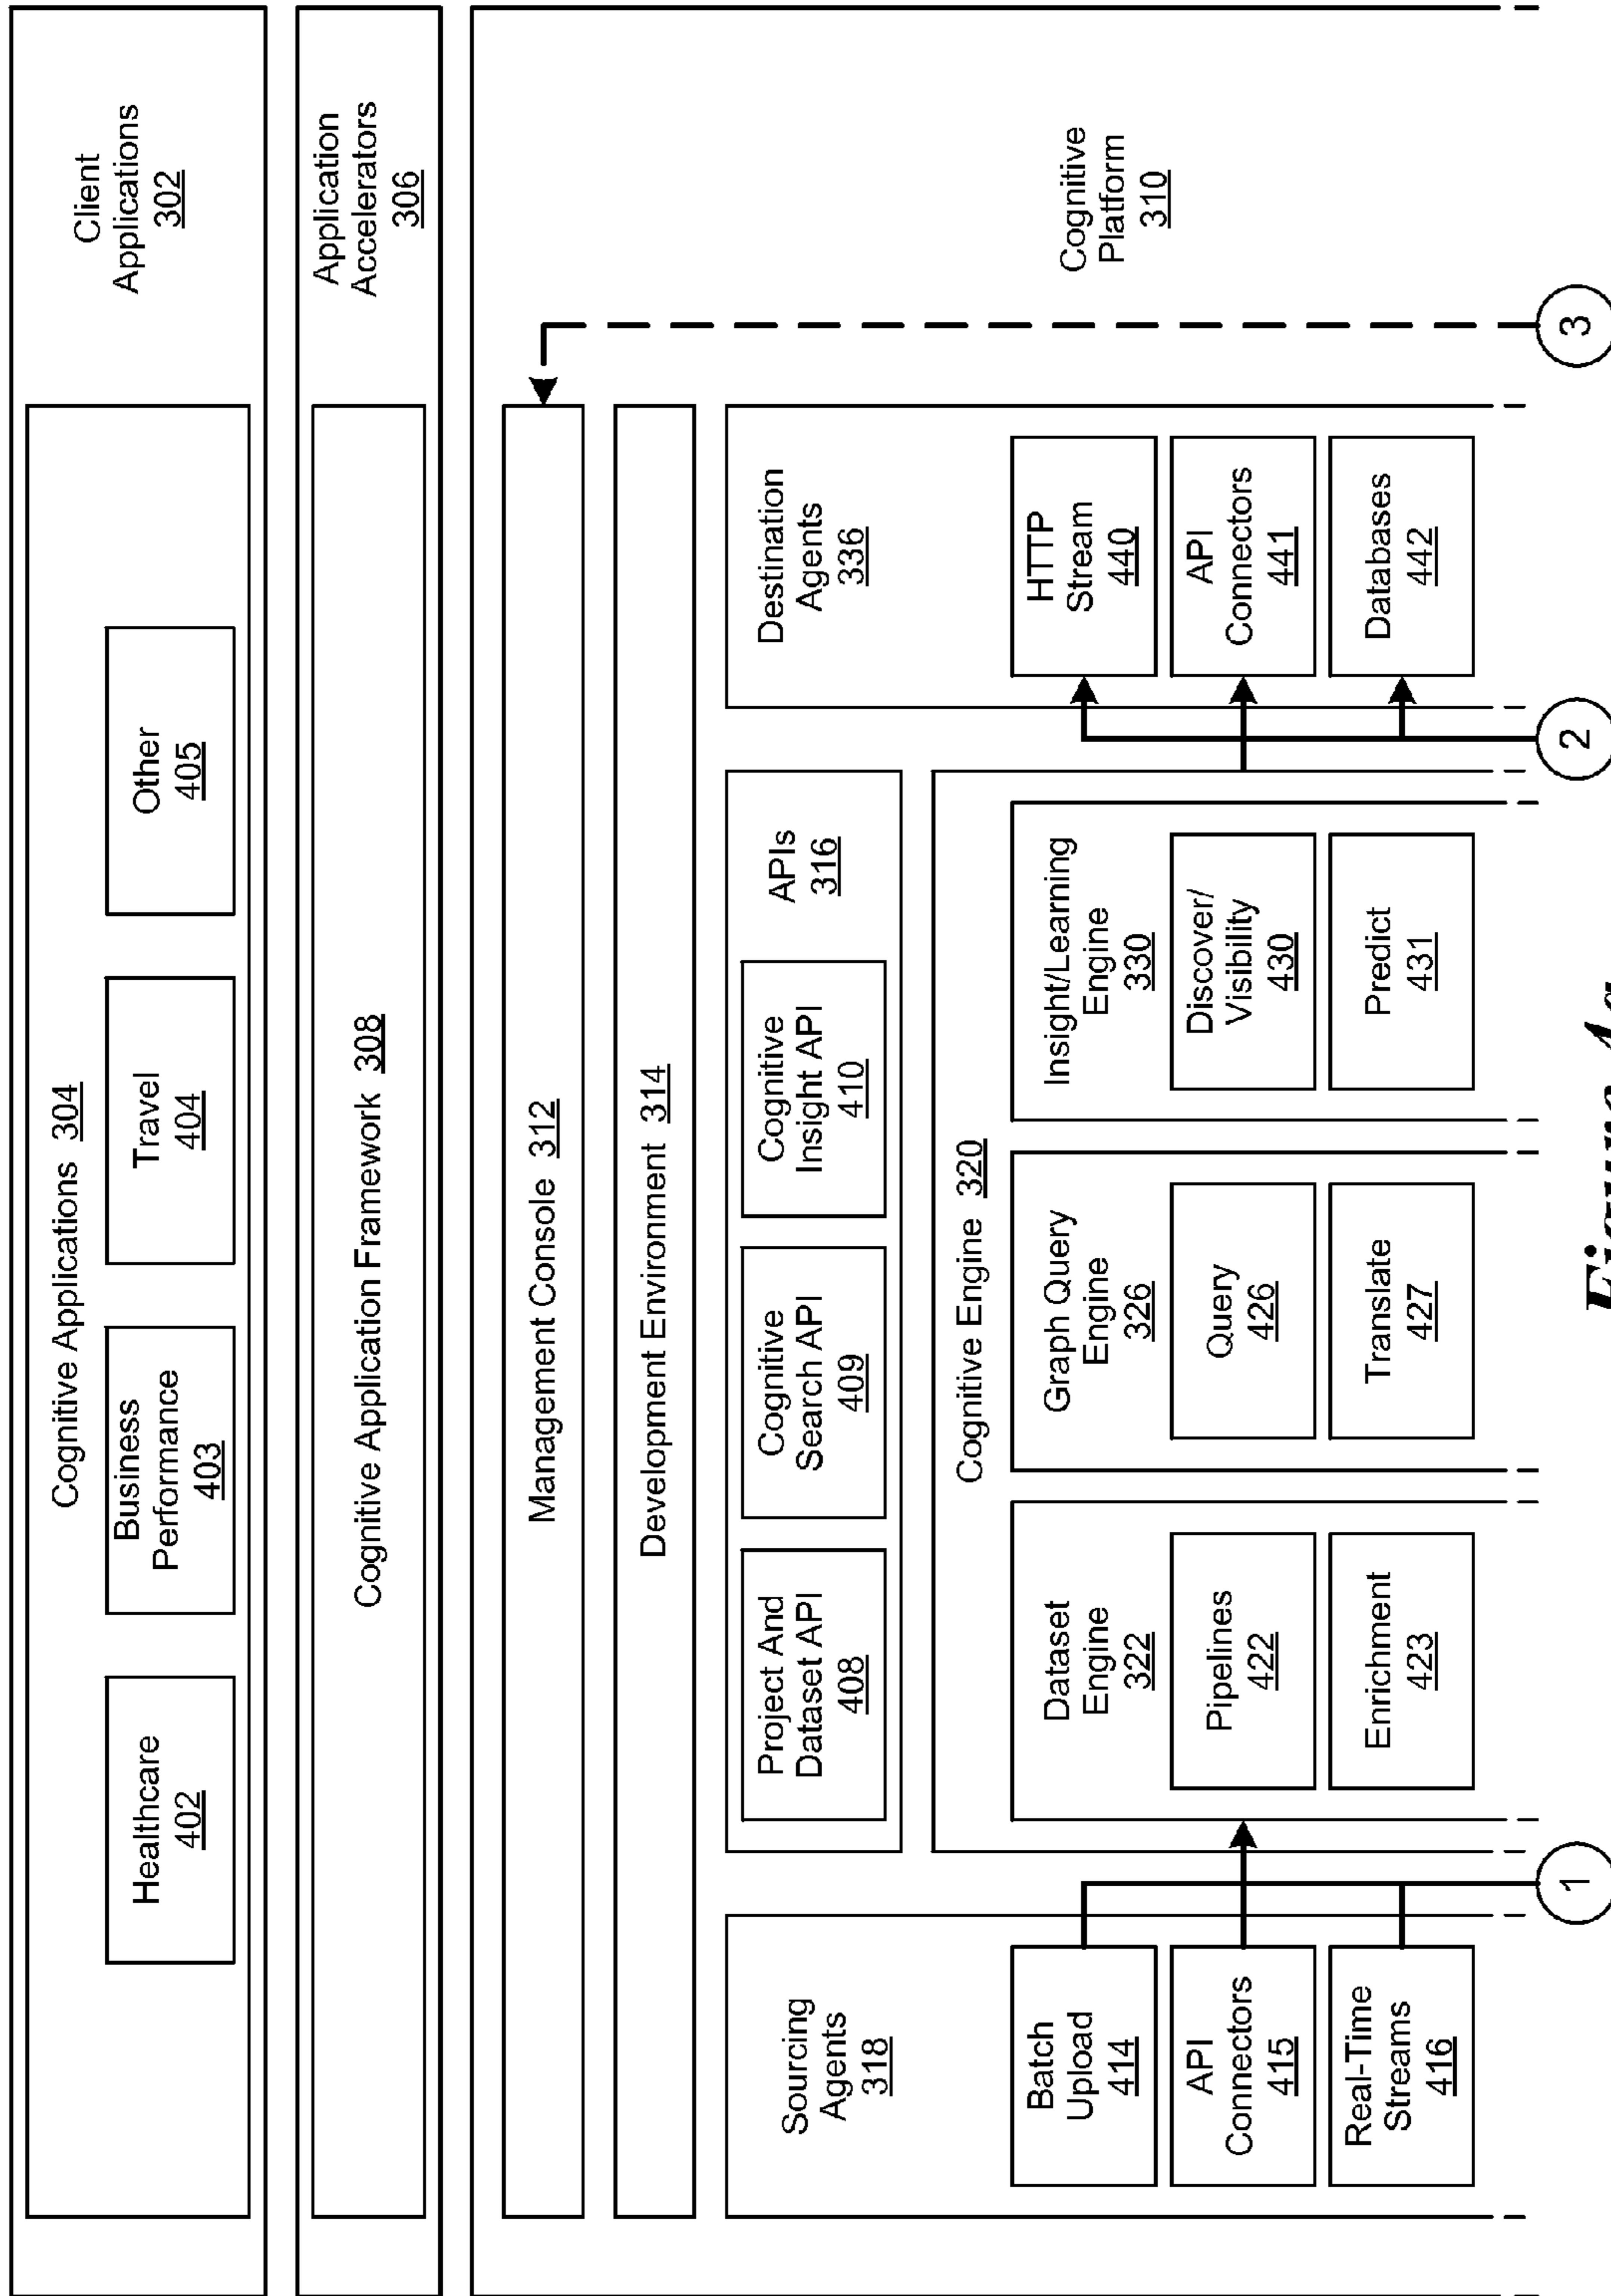 Client
Applications
302
Cognitive Applications 304
Healthcare
402
Business
Performance
403
Travel
404
Other
405
Application
Accelerators
306
Cognitive Application Framework 308
Cognitive
Platform
310
Management Console 312
Development Environment 314
Sourcing
Agents
318
Batch
Upload
414
API
Connectors
415
Real-Time
Streams
416
APIs
316
Project And
Dataset API
408
Cognitive
Search API
409
Cognitive
Insight API
410
Cognitive Engine 320
Dataset
Engine
322
Pipelines
422
Enrichment
423
Graph Query
Engine
326
Query
426
Translate
427
Insight/Learning
Engine
330
Discover/
Visibility
430
Predict
431
Destination
Agents
336
HTTP
Stream
440
API
Connectors
441
Databases
442
1
2
3
Figure 4a